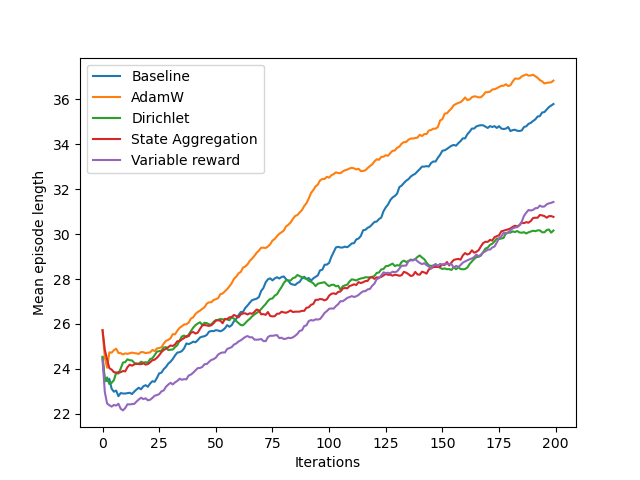 Baseline
AdamW
Dirichlet
State Aggregation
Variable reward
Mean episode length
36
34
32
30
28
26
24
22
0 25 50 75 100 125 150 175 200
Iterations